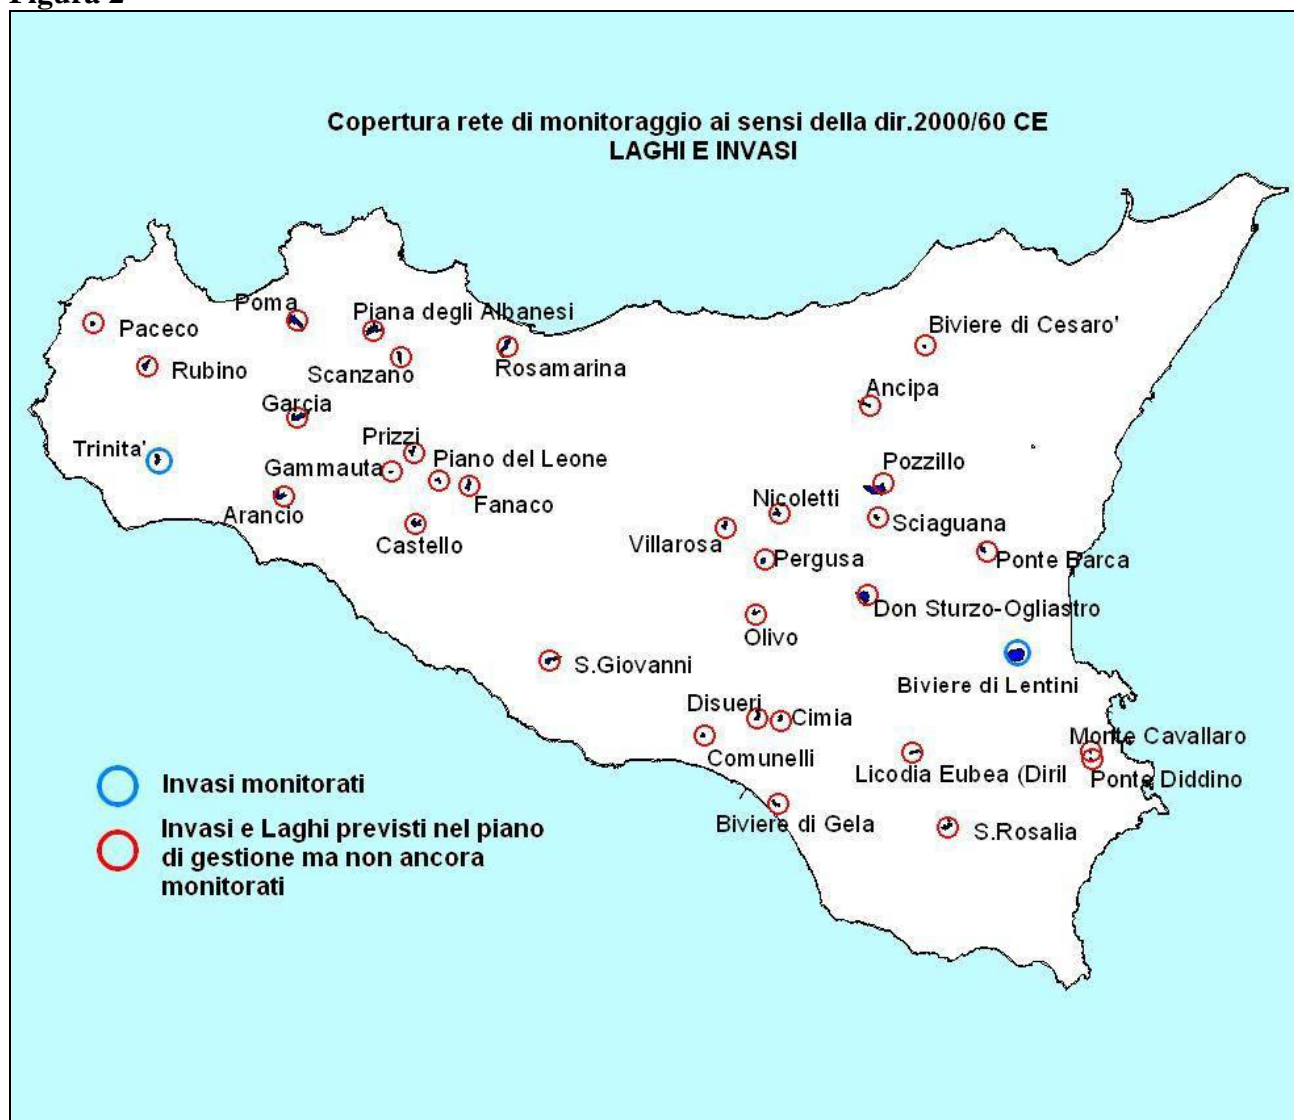 Figura 2
Copertura rete di monitoraggio ai sensi della dir.2000/60 CE
LAGHI E INVASI
Poma
Piana degli Albanesi
Paceco
Biviere di Cesaro'
Rubino
Scanzano
Rosamarina
Ancipa
Garcia
Prizzi
Trinita'
Piano del Leone
Pozzillo
Gammauta
Fanaco
Nicoletti
Arancio
Sciaguana
Castello
Villarosa
Pergusa
Ponte Barca
Don Sturzo-Ogliastro
Olivo
S.Giovanni
Biviere di Lentini
Disueri
Cimia
Monte Cavallaro
Comunelli
Licodia Eubea (Diril
Ponte Diddino
Biviere di Gela
S.Rosalia
Invasi monitorati
Invasi e Laghi previsti nel piano
di gestione ma non ancora
monitorati